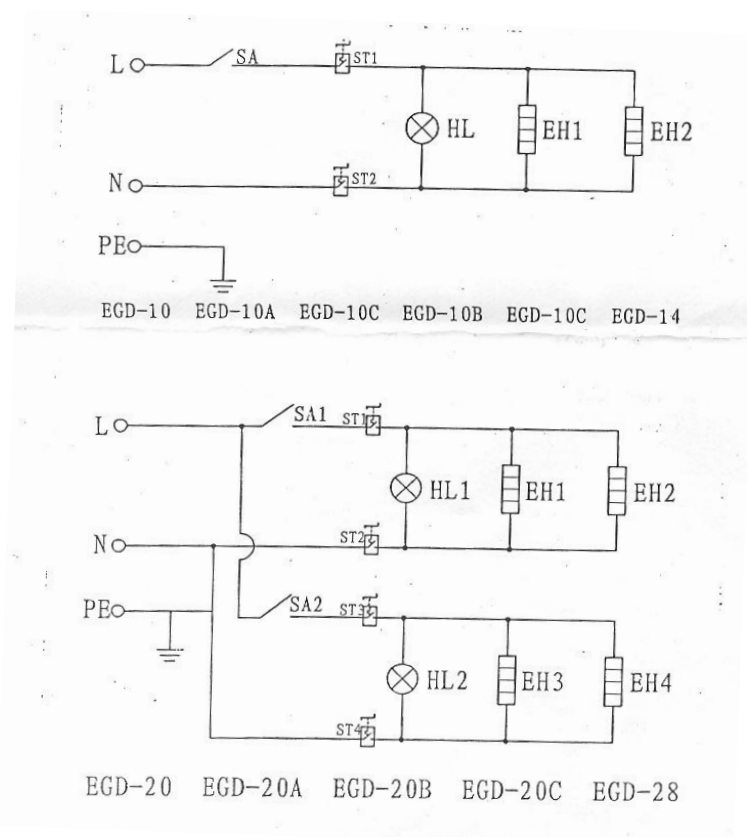 L SA ST1
HL EH1 EH2
N ST2
PE
EGD-10 EGD-10A EGD-10C EGD-10B EGD-10C EGD-14
L SA1 ST1
HL1 EH1 EH2
N ST2
PE SA2 ST3
HL2 EH3 EH4
ST4
EGD-20 EGD-20A EGD-20B EGD-20C EGD-28